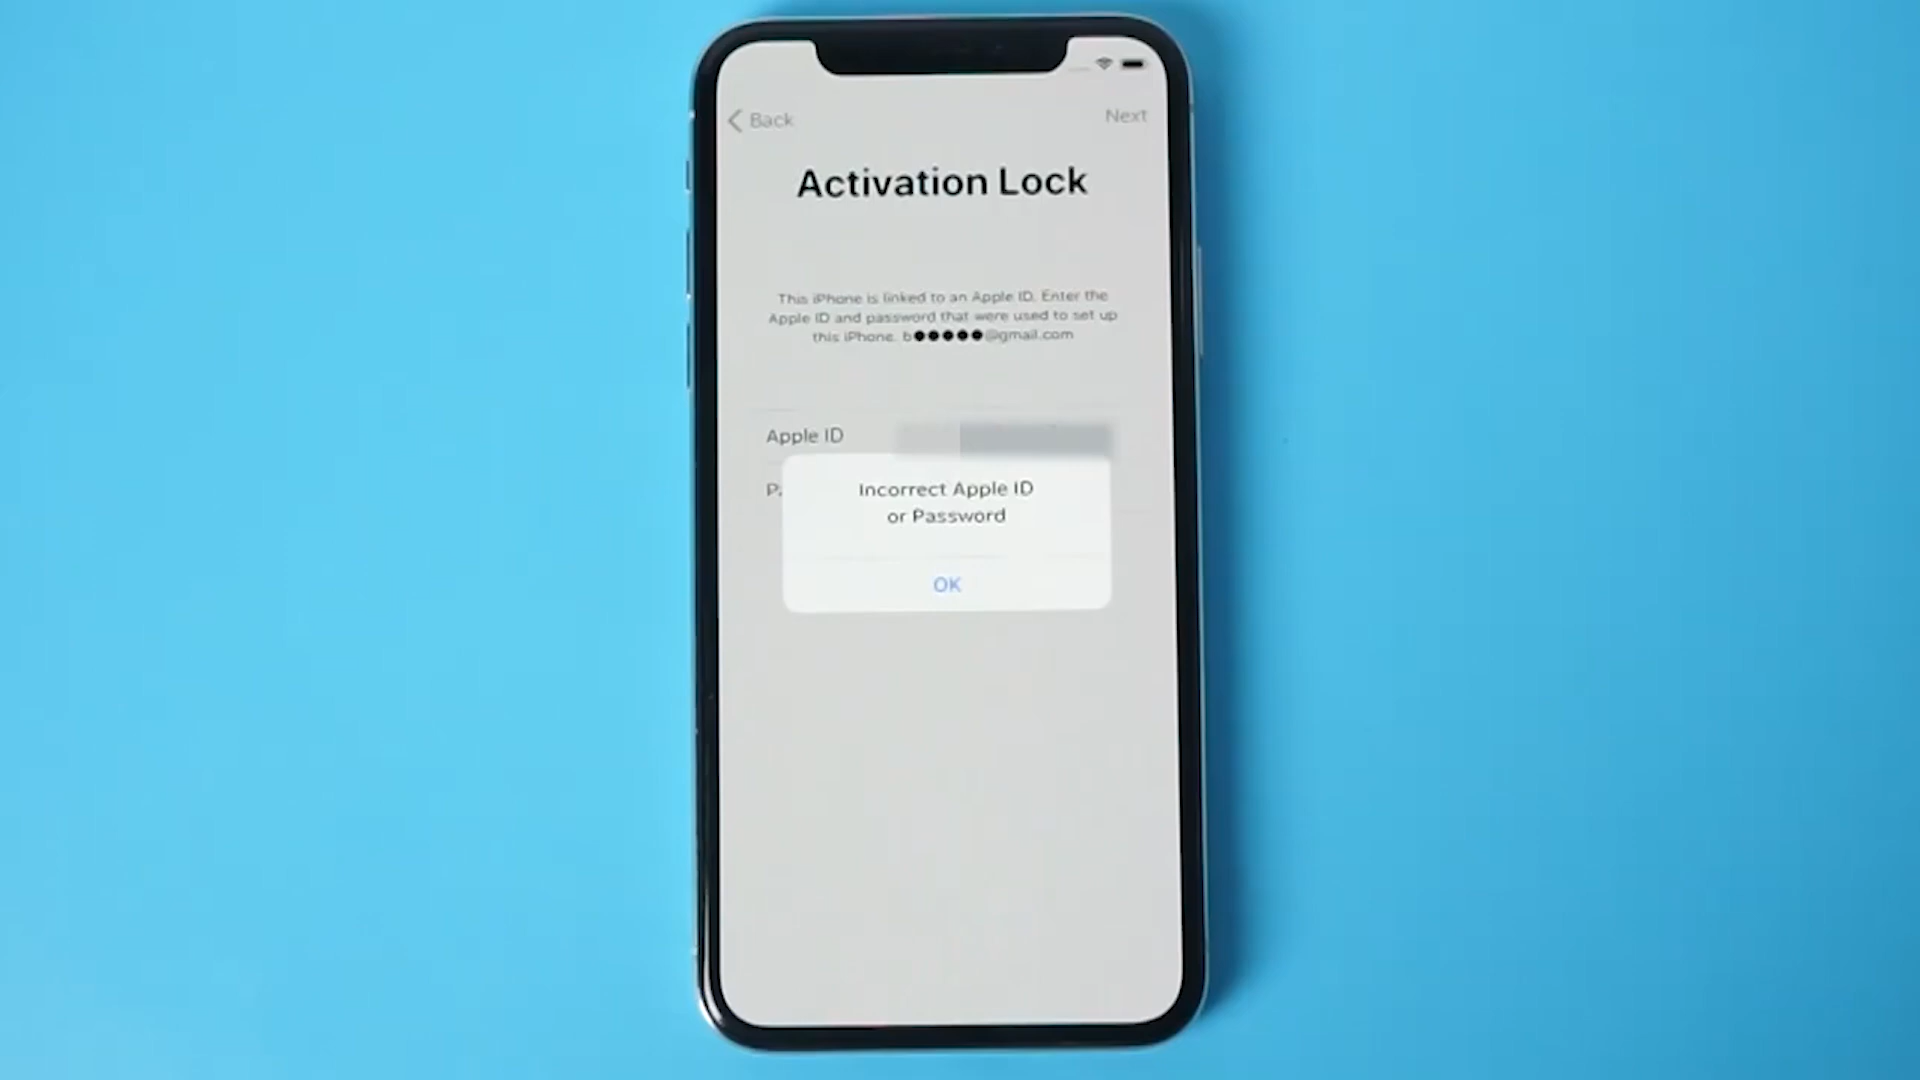 Back
Next
Activation Lock
This iPhone is linked to an Apple ID. Enter the
Apple ID and password that were used to set up
this iPhone. b●●●●●@gmail.com
Apple ID
Incorrect Apple ID
or Password
OK